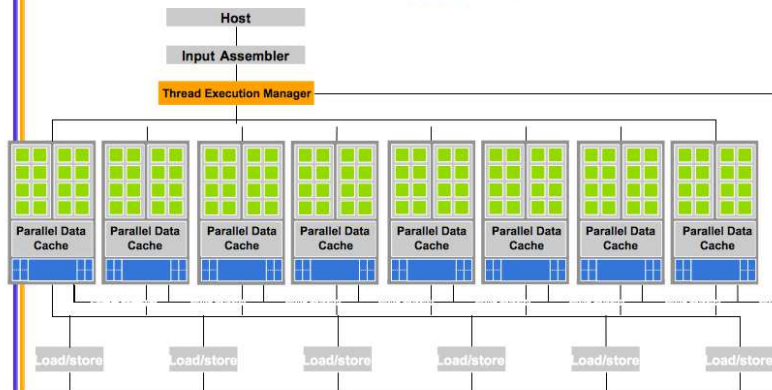 Host
Input Assembler
Thread Execution Manager
Parallel Data
Cache
Parallel Data
Cache
Parallel Data
Cache
Parallel Data
Cache
Parallel Data
Cache
Parallel Data
Cache
Parallel Data
Cache
Parallel Data
Cache
Load/store
Load/store
Load/store
Load/store
Load/store
Load/store